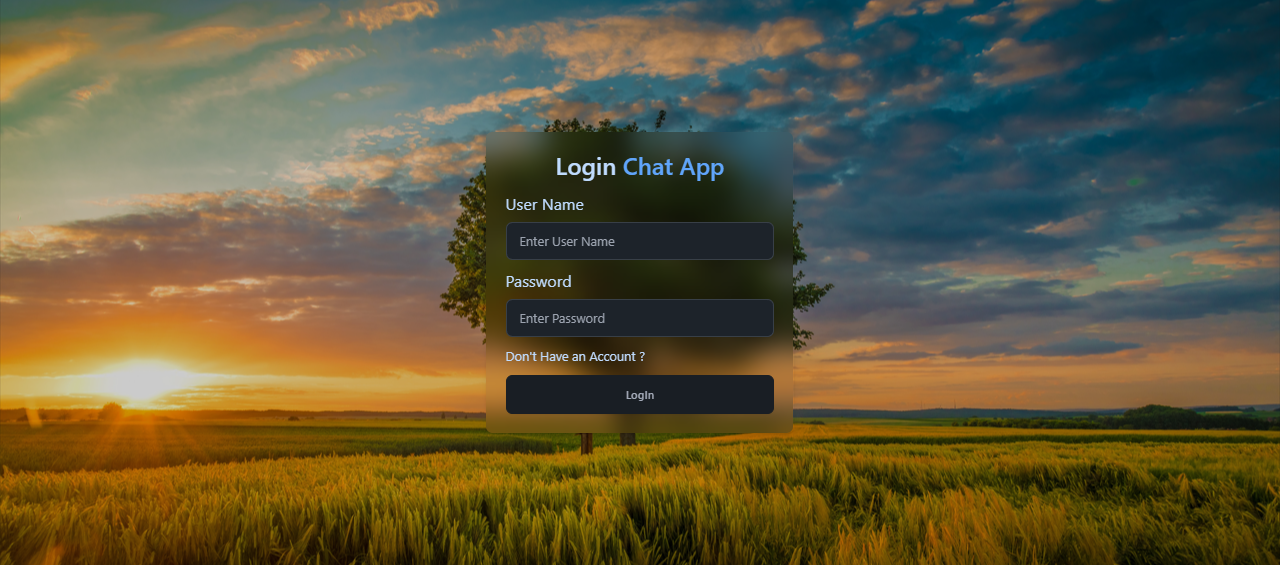 Login Chat App
User Name
Enter User Name
Password
Enter Password
Don't Have an Account ?
LogIn